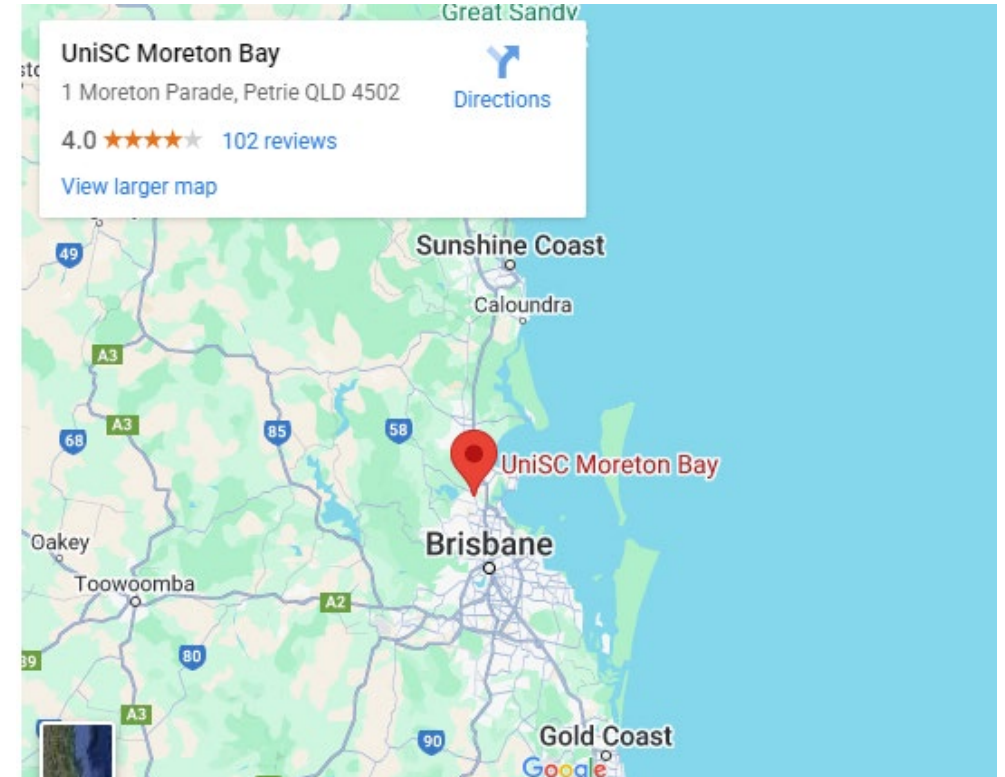 Great Sandy
UniSC Moreton Bay
1 Moreton Parade, Petrie QLD 4502
Directions
4.0
102 reviews
View larger map
49
Sunshine Coast
Caloundra
A3
A3
68
85
58
UniSC Moreton Bay
Brisbane
Oakey
Toowoomba
A2
80
A3
90
Gold Coast
Google